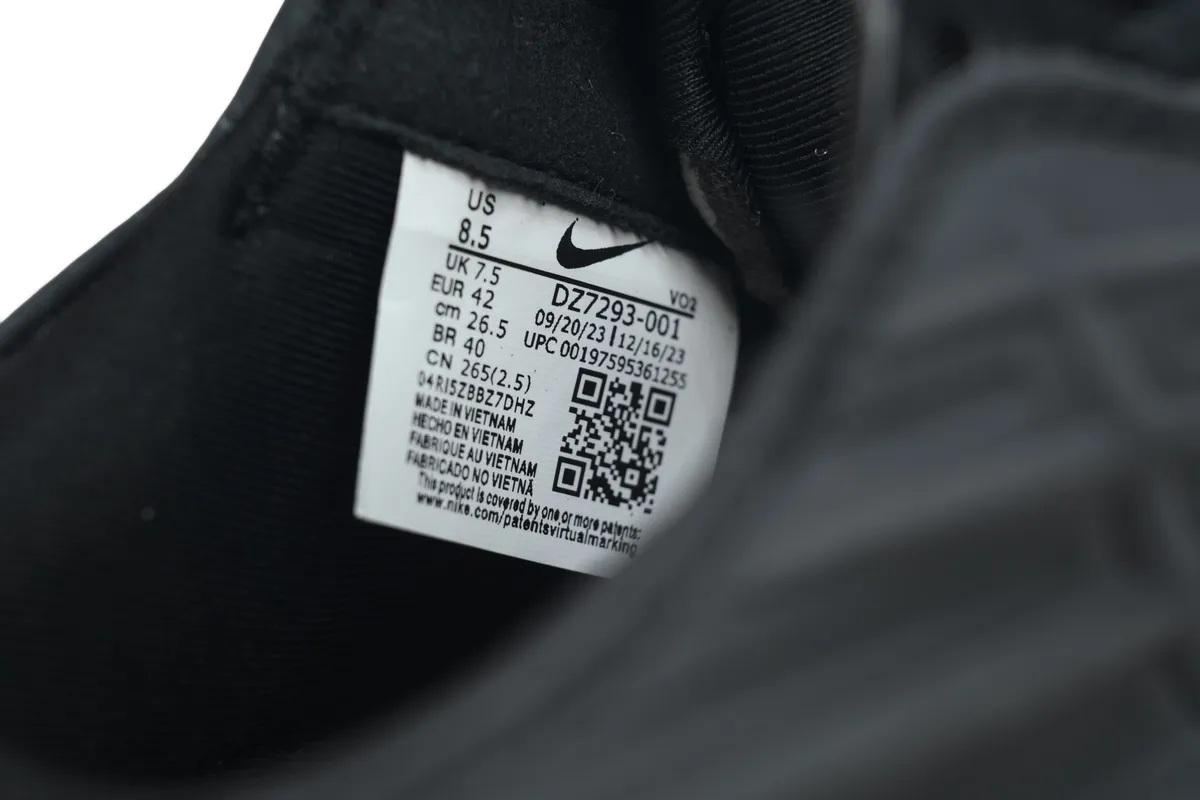 US
8.5
UK 7.5
EUR 42
cm 26.5
BR 40
CN 265(2.5)
VO2
DZ7293-001
09/20/23|12/16/23
UPC 00197595361255
04RI5ZBBZ7DHZ
MADE IN VIETNAM
HECHO EN VIETNAM
FABRIQUE AU VIETNAM
FABRICADO NO VIETNÃ
This product is covered by one or more patents:
www.nike.com/patentsvirtualmarking